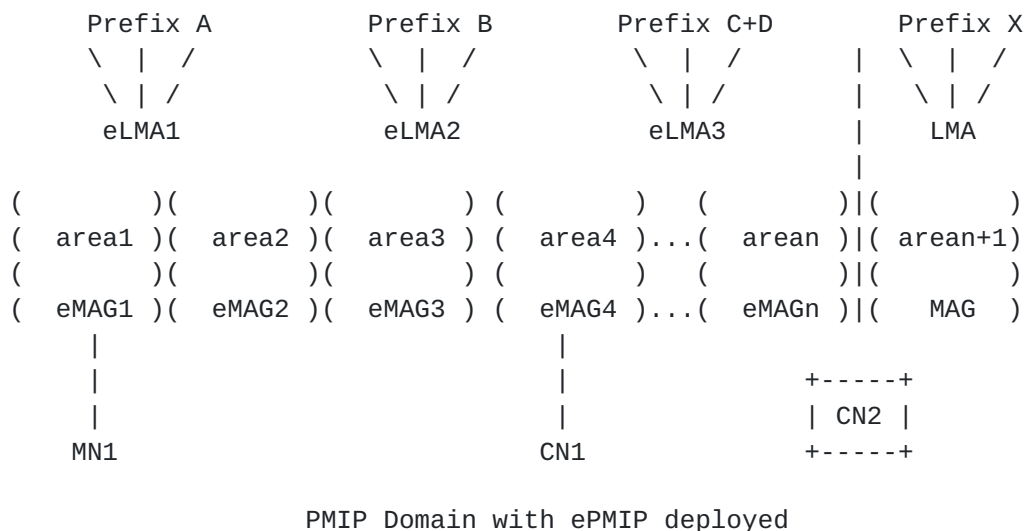 Prefix A Prefix B Prefix C+D Prefix X
\ | / \ | / \ | / | \ | /
\ | / \ | / \ | / | \ | /
eLMA1 eLMA2 eLMA3 | LMA
|
( )( )( ) ( ) ( )|( )
( area1 )( area2 )( area3 ) ( area4 )...( arean )|( arean+1)
( )( )( ) ( ) ( )|( )
( eMAG1 )( eMAG2 )( eMAG3 ) ( eMAG4 )...( eMAGn )|( MAG )
| |
| | +-----+
| | | CN2 |
MN1 CN1 +-----+
PMIP Domain with ePMIP deployed